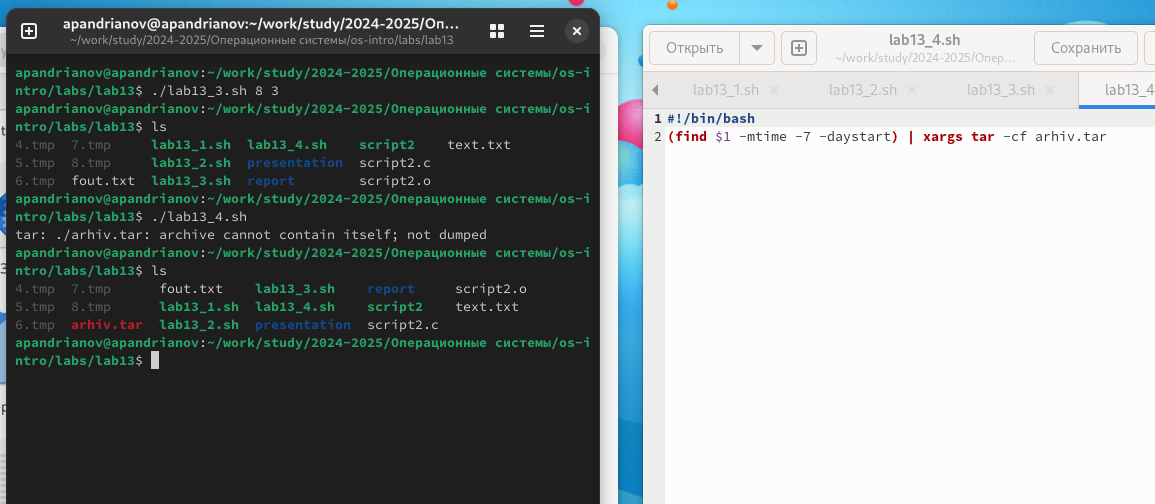 apandrianov@apandrianov:~/work/study/2024-2025/Оп…
~/work/study/2024-2025/Операционные системы/os-intro/labs/lab13
apandrianov@apandrianov:~/work/study/2024-2025/Операционные системы/os-i
ntro/labs/lab13$ ./lab13_3.sh 8 3
apandrianov@apandrianov:~/work/study/2024-2025/Операционные системы/os-i
ntro/labs/lab13$ ls
4.tmp 7.tmp lab13_1.sh lab13_4.sh script2 text.txt
5.tmp 8.tmp lab13_2.sh presentation script2.c
6.tmp fout.txt lab13_3.sh report script2.o
apandrianov@apandrianov:~/work/study/2024-2025/Операционные системы/os-i
ntro/labs/lab13$ ./lab13_4.sh
tar: ./arhiv.tar: archive cannot contain itself; not dumped
apandrianov@apandrianov:~/work/study/2024-2025/Операционные системы/os-i
ntro/labs/lab13$ ls
4.tmp 7.tmp fout.txt lab13_3.sh report script2.o
5.tmp 8.tmp lab13_1.sh lab13_4.sh script2 text.txt
6.tmp arhiv.tar lab13_2.sh presentation script2.c
apandrianov@apandrianov:~/work/study/2024-2025/Операционные системы/os-i
ntro/labs/lab13$
Открыть
lab13_4.sh
~/work/study/2024-2025/Опер…
Сохранить
lab13_1.sh lab13_2.sh lab13_3.sh lab13_4
1 #!/bin/bash
2 (find $1 -mtime -7 -daystart) | xargs tar -cf arhiv.tar